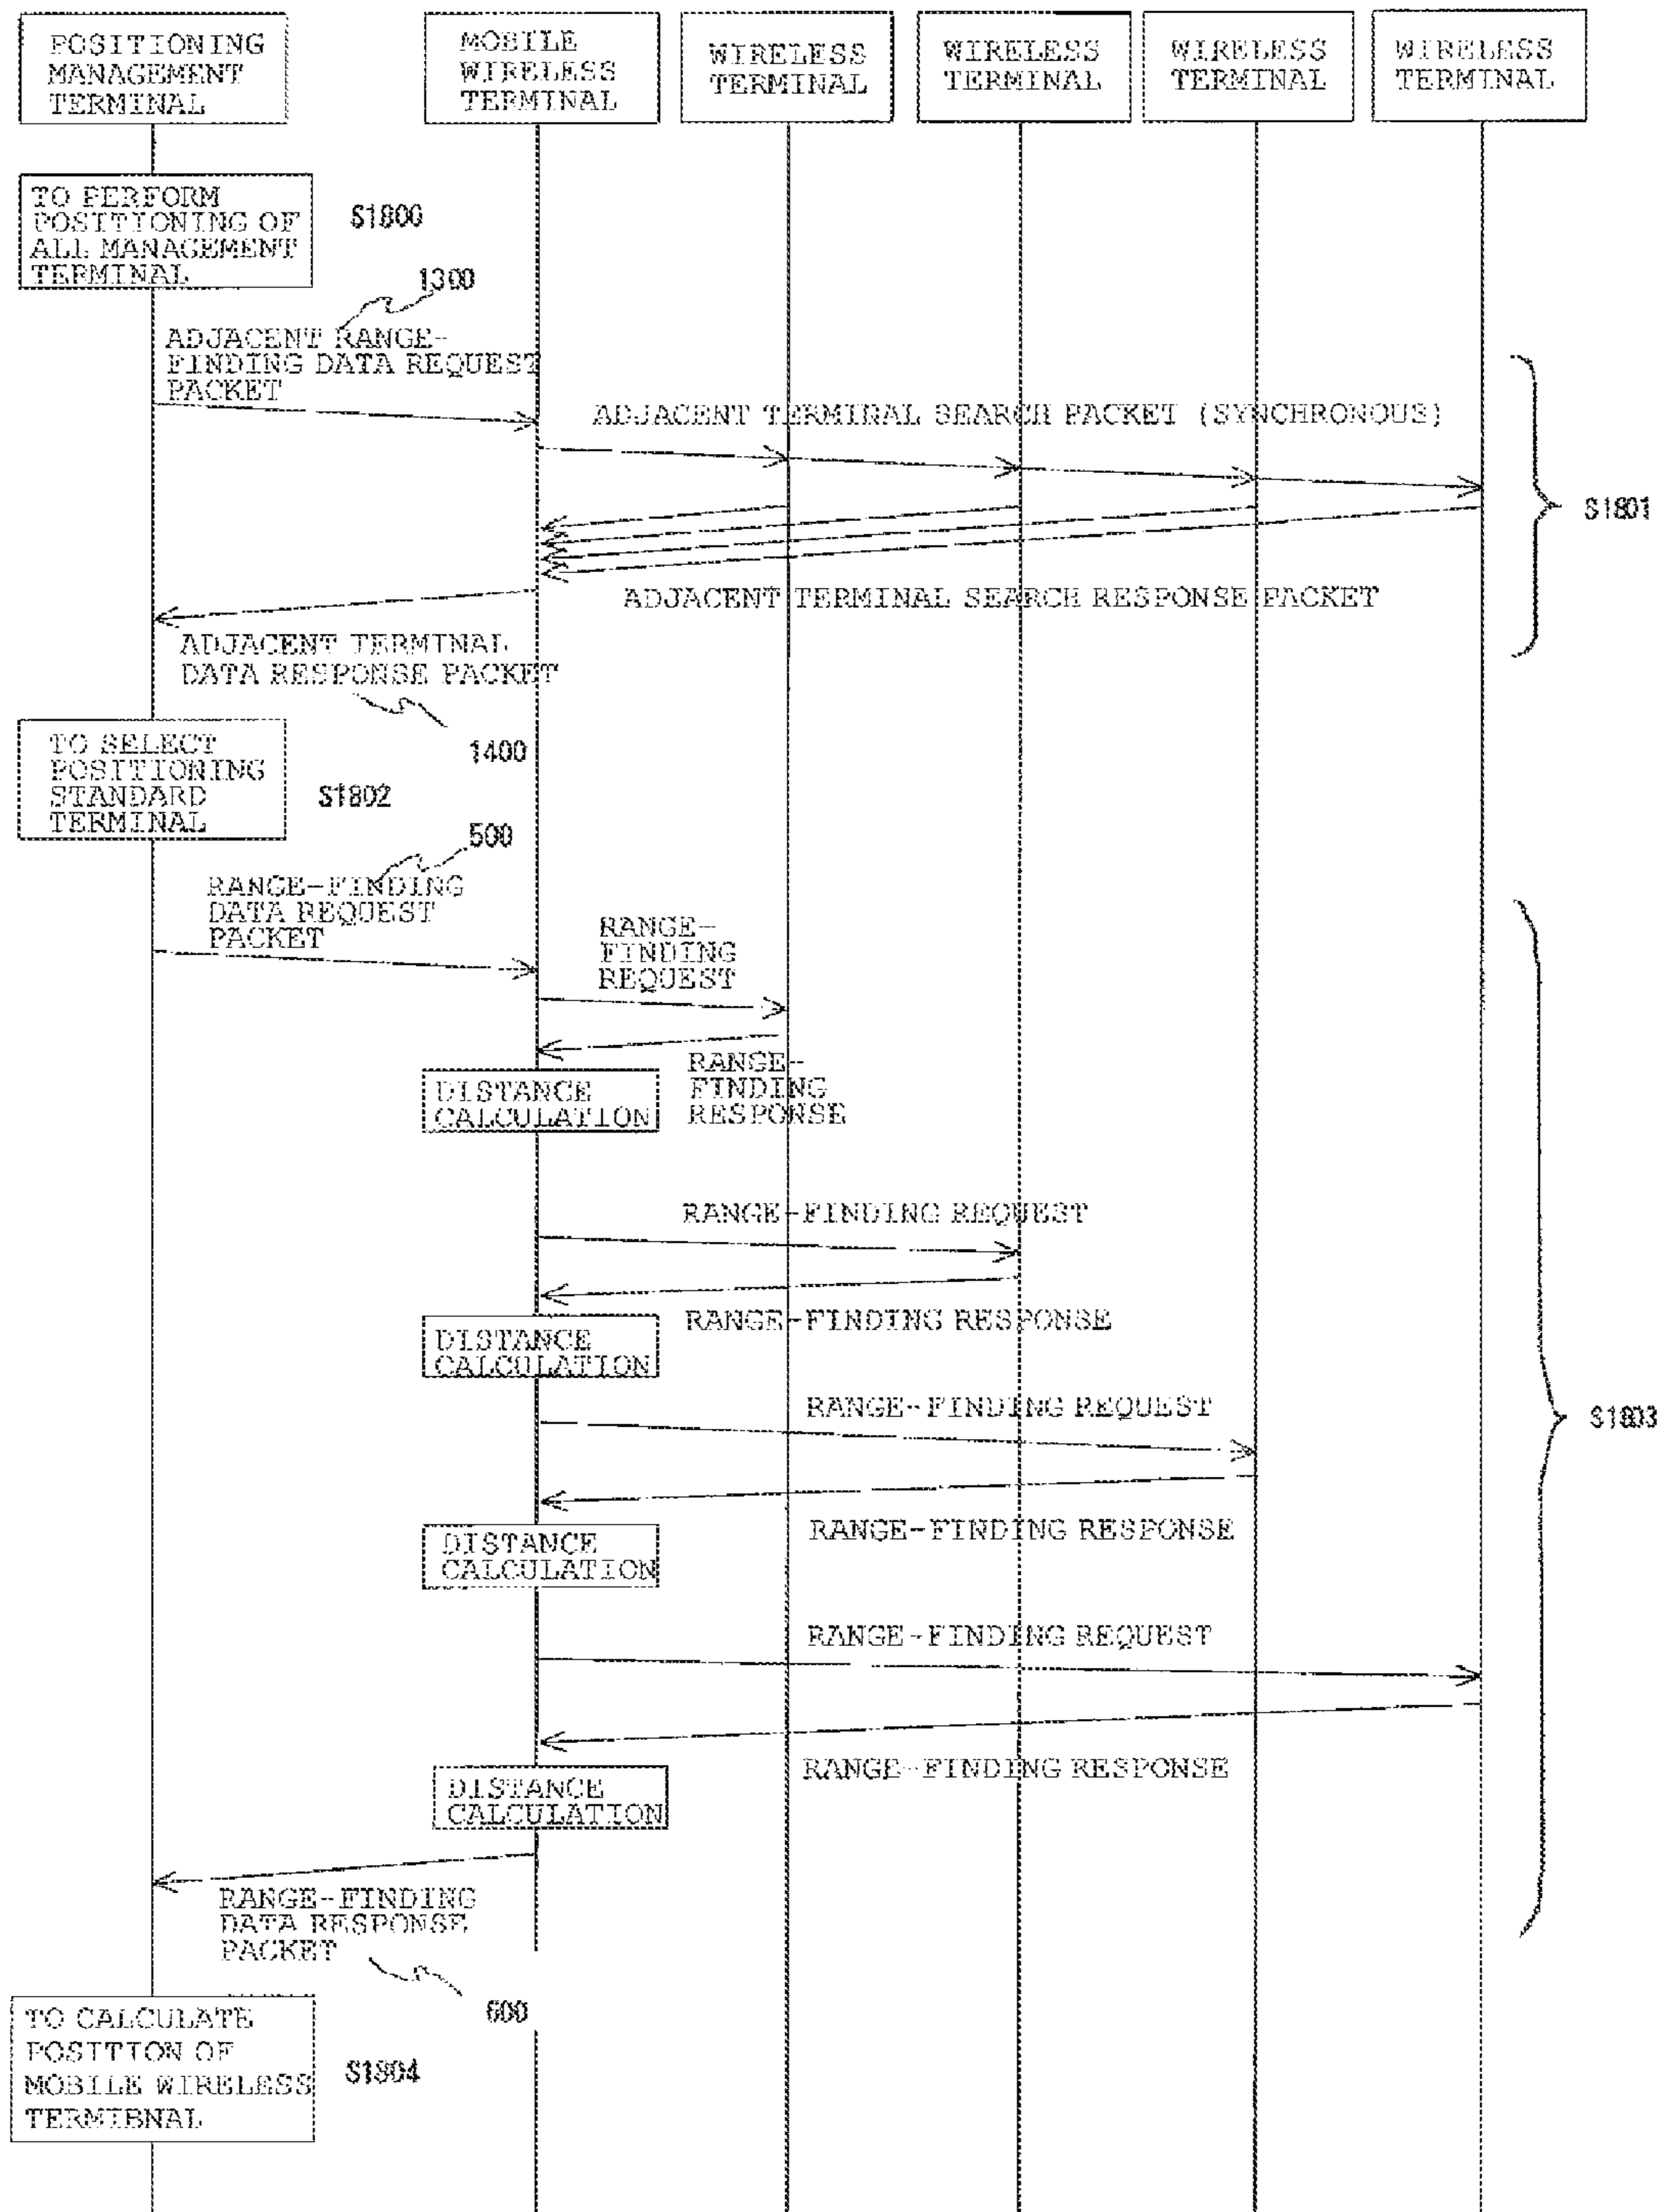 POSITIONING
MANAGEMENT
TERMINAL
MOBILE
WIRELESS
TERMINAL
WIRELESS
TERMINAL
WIRELESS
TERMINAL
WIRELESS
TERMINAL
WIRELESS
TERMINAL
TO PERFORM
POSITIONING OF
ALL MANAGEMENT
TERMINAL
S1800
1300
ADJACENT RANGE-
FINDING DATA REQUEST
PACKET
ADJACENT TERMINAL SEARCH PACKET (SYNCHRONOUS)
S1801
ADJACENT TERMINAL SEARCH RESPONSE PACKET
ADJACENT TERMINAL
DATA RESPONSE PACKET
1400
TO SELECT
POSITIONING
STANDARD
TERMINAL
S1802
500
RANGE-FINDING
DATA REQUEST
PACKET
RANGE-
FINDING
REQUEST
RANGE-
FINDING
RESPONSE
DISTANCE
CALCULATION
RANGE-FINDING REQUEST
RANGE-FINDING RESPONSE
DISTANCE
CALCULATION
RANGE-FINDING REQUEST
S1803
RANGE-FINDING RESPONSE
DISTANCE
CALCULATION
RANGE-FINDING REQUEST
RANGE-FINDING RESPONSE
DISTANCE
CALCULATION
RANGE-FINDING
DATA RESPONSE
PACKET
600
TO CALCULATE
POSITION OF
MOBILE WIRELESS
TERMIBNAL
S1804